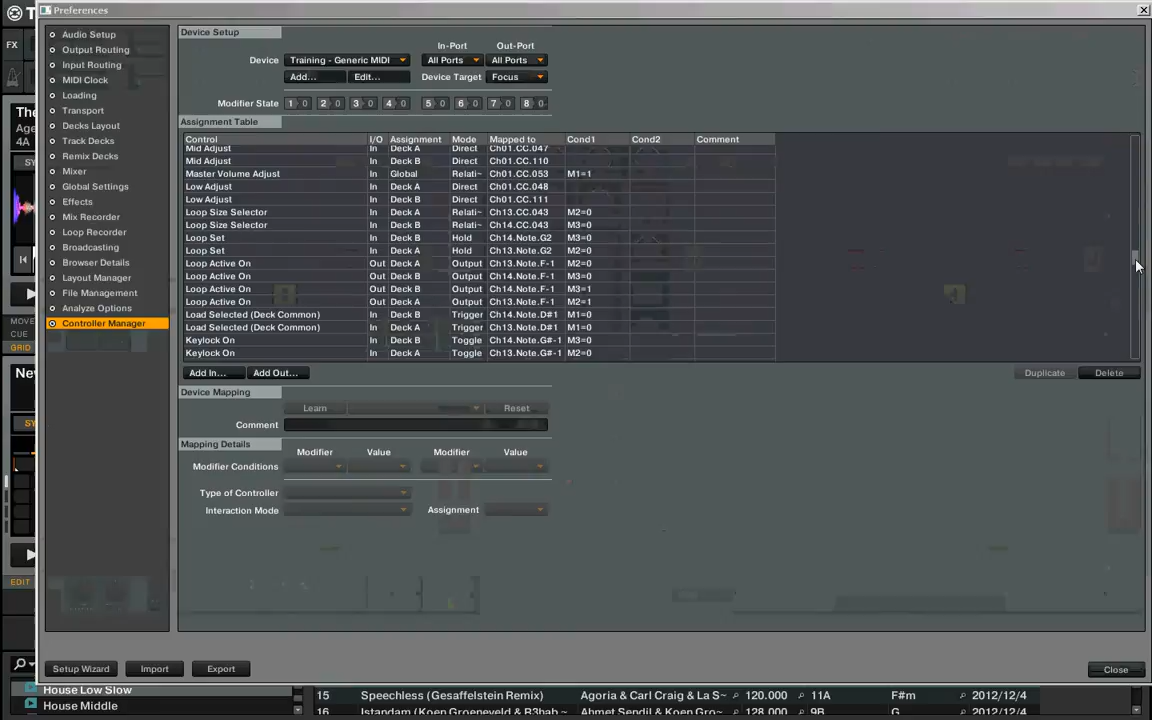 Preferences
FX
Audio Setup
Output Routing
Input Routing
MIDI Clock
Loading
Transport
Decks Layout
Track Decks
Remix Decks
Mixer
Global Settings
Effects
Mix Recorder
Loop Recorder
Broadcasting
Browser Details
Layout Manager
File Management
Analyze Options
Controller Manager
The
4A
MOVE
CUE
GRID
Ne
EDIT
Device Setup
In-Port Out-Port
Device Training - Generic MIDI All Ports All Ports
Add... Edit... Device Target Focus
Modifier State 1 0 2 0 3 0 4 0 5 0 6 0 7 0 8 0
Assignment Table
Control I/O Assignment Mode Mapped to Cond1 Cond2 Comment
Mid Adjust In Deck A Direct Ch01.CC.047
Mid Adjust In Deck B Direct Ch01.CC.110
Master Volume Adjust In Global Relati~ Ch01.CC.053 M1=1
Low Adjust In Deck A Direct Ch01.CC.048
Low Adjust In Deck B Direct Ch01.CC.111
Loop Size Selector In Deck A Relati~ Ch13.CC.043 M2=0
Loop Size Selector In Deck B Relati~ Ch14.CC.043 M3=0
Loop Set In Deck B Hold Ch14.Note.G2 M3=0
Loop Set In Deck A Hold Ch13.Note.G2 M2=0
Loop Active On Out Deck A Output Ch13.Note.F-1 M2=0
Loop Active On Out Deck B Output Ch14.Note.F-1 M3=0
Loop Active On Out Deck B Output Ch14.Note.F-1 M3=1
Loop Active On Out Deck A Output Ch13.Note.F-1 M2=1
Load Selected (Deck Common) In Deck B Trigger Ch14.Note.D#1 M1=0
Load Selected (Deck Common) In Deck A Trigger Ch13.Note.D#1 M1=0
Keylock On In Deck B Toggle Ch14.Note.G#-1 M3=0
Keylock On In Deck A Toggle Ch13.Note.G#-1 M2=0
Add In... Add Out... Duplicate Delete
Device Mapping
Learn Reset
Comment
Mapping Details
Modifier Value Modifier Value
Modifier Conditions
Type of Controller
Interaction Mode Assignment
Setup Wizard Import Export Close
House Low Slow
House Middle
15 Speechless (Gesaffelstein Remix) Agoria & Carl Craig & La S~ 120.000 11A F#m 2012/12/4
16 Istandam (Koen Groeneveld & R3hab ~ Ahmet Sendil & Koen Gro~ 128.000 9B G 2012/12/4